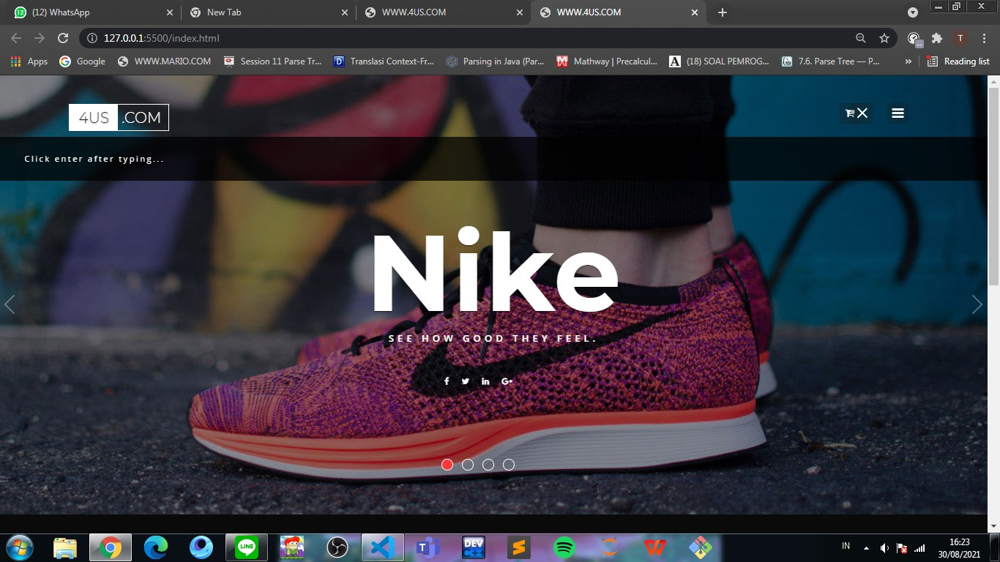 (12) WhatsApp
New Tab
WWW.4US.COM
WWW.4US.COM
127.0.0.1:5500/index.html
T
Apps
Google
WWW.MARIO.COM
Session 11 Parse Tr...
Translasi Context-Fr...
Parsing in Java (Par...
Mathway | Precalcul...
(18) SOAL PEMROG...
7.6. Parse Tree — P...
»
Reading list
4US .COM
Click enter after typing...
Nike
SEE HOW GOOD THEY FEEL.
LINE
DEV C++
IN
16:23
30/08/2021